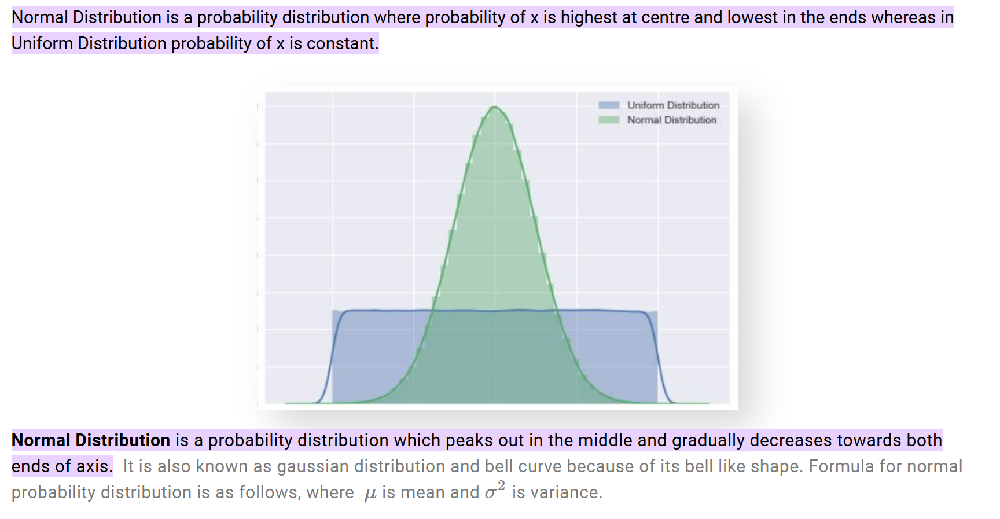 Normal Distribution is a probability distribution where probability of x is highest at centre and lowest in the ends whereas in
Uniform Distribution probability of x is constant.
Uniform Distribution
Normal Distribution
Normal Distribution is a probability distribution which peaks out in the middle and gradually decreases towards both
ends of axis. It is also known as gaussian distribution and bell curve because of its bell like shape. Formula for normal
probability distribution is as follows, where μ is mean and σ² is variance.